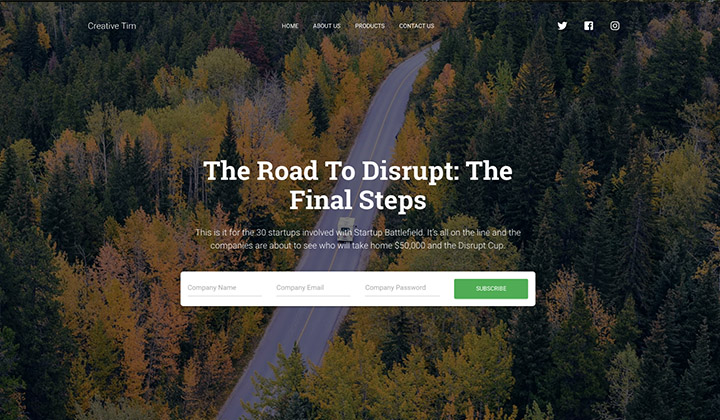 Creative Tim
HOME ABOUT US PRODUCTS CONTACT US
The Road To Disrupt: The
Final Steps
This is it for the 30 startups involved with Startup Battlefield. It's all on the line and the
companies are about to see who will take home $50,000 and the Disrupt Cup.
Company Name Company Email Company Password SUBSCRIBE